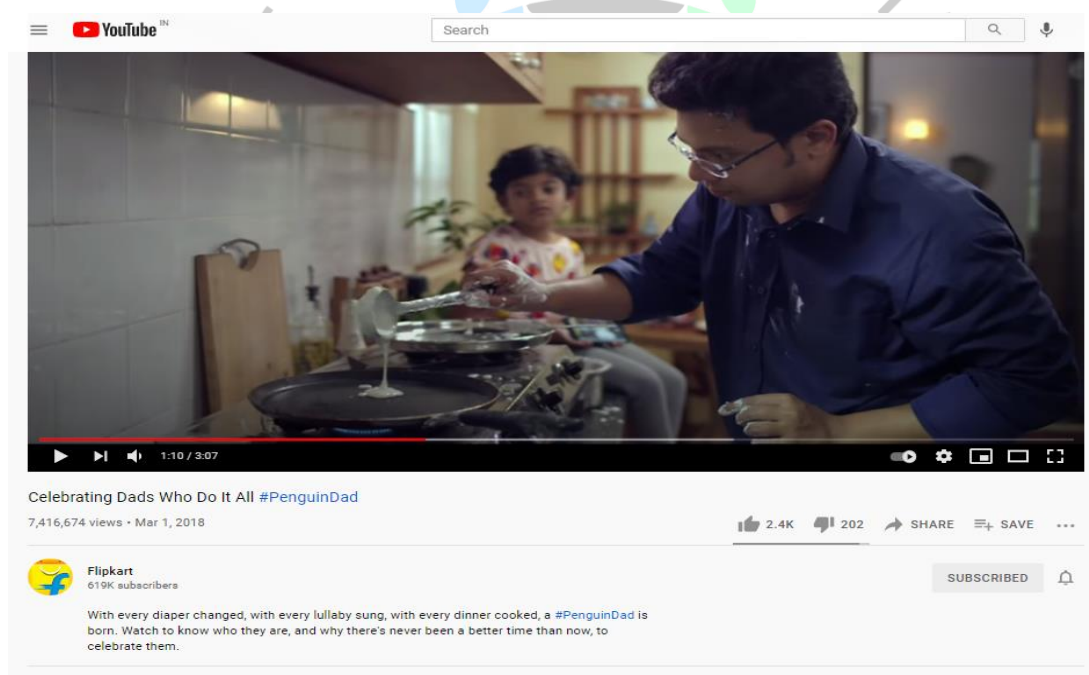 YouTube IN
Search
1:10 / 3:07
Celebrating Dads Who Do It All #PenguinDad
7,416,674 views • Mar 1, 2018
2.4K 202 SHARE SAVE
Flipkart
619K subscribers
SUBSCRIBED
With every diaper changed, with every lullaby sung, with every dinner cooked, a #PenguinDad is
born. Watch to know who they are, and why there's never been a better time than now, to
celebrate them.